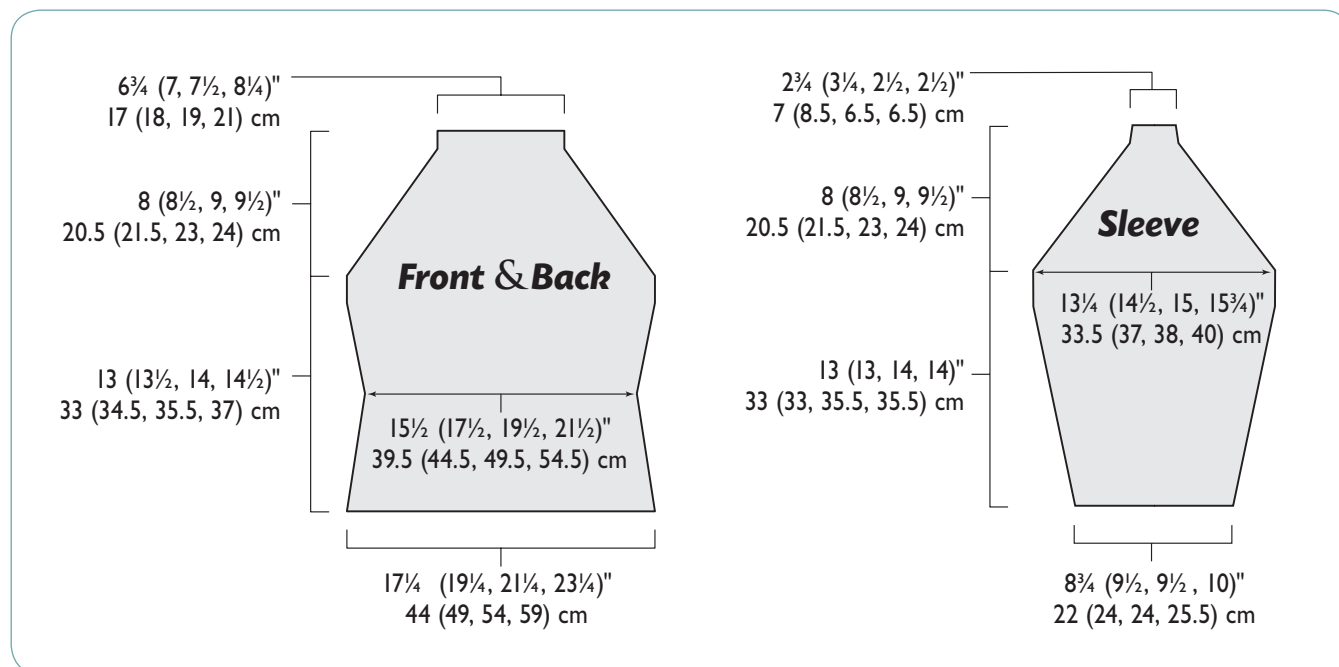 6¾ (7, 7½, 8¼)"
17 (18, 19, 21) cm
8 (8½, 9, 9½)"
20.5 (21.5, 23, 24) cm
Front & Back
13 (13½, 14, 14½)"
33 (34.5, 35.5, 37) cm
15½ (17½, 19½, 21½)"
39.5 (44.5, 49.5, 54.5) cm
17¼ (19¼, 21¼, 23¼)"
44 (49, 54, 59) cm
2¾ (3¼, 2½, 2½)"
7 (8.5, 6.5, 6.5) cm
8 (8½, 9, 9½)"
20.5 (21.5, 23, 24) cm
Sleeve
13¼ (14½, 15, 15¾)"
33.5 (37, 38, 40) cm
13 (13, 14, 14)"
33 (33, 35.5, 35.5) cm
8¾ (9½, 9½ , 10)"
22 (24, 24, 25.5) cm